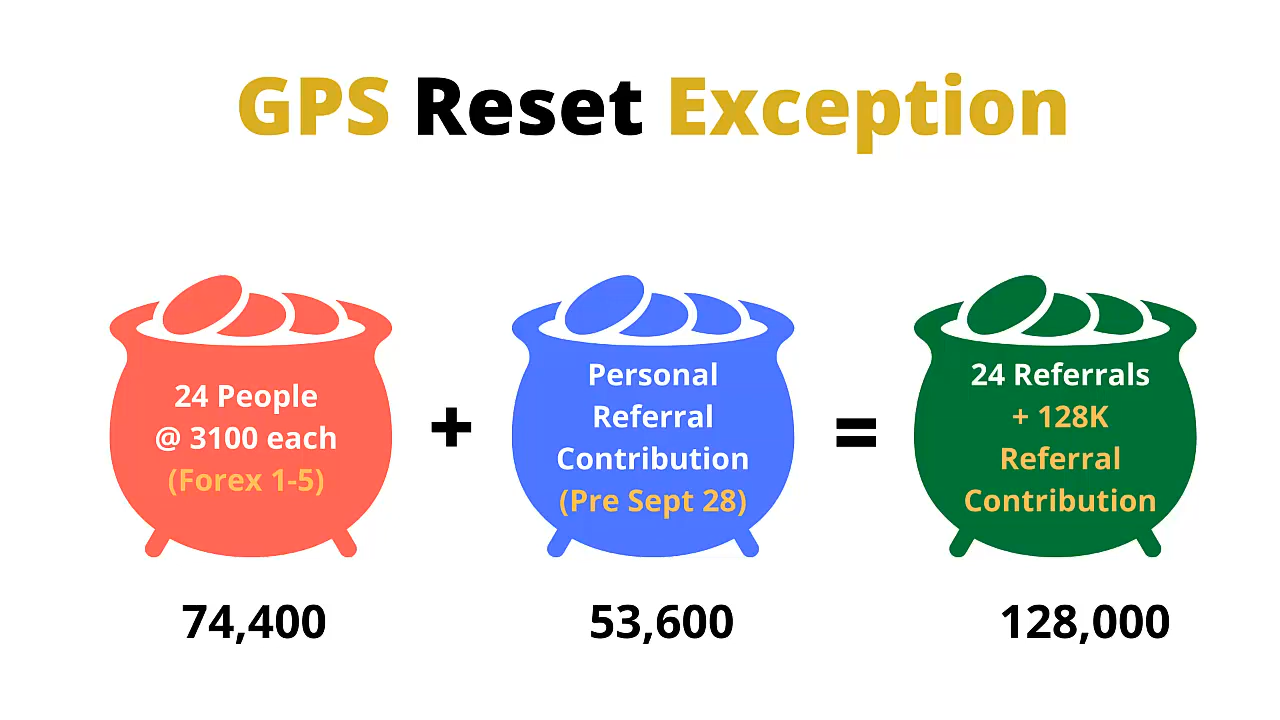 GPS Reset Exception
24 People
@ 3100 each
(Forex 1-5)
+
Personal
Referral
Contribution
(Pre Sept 28)
=
24 Referrals
+ 128K
Referral
Contribution
74,400
53,600
128,000